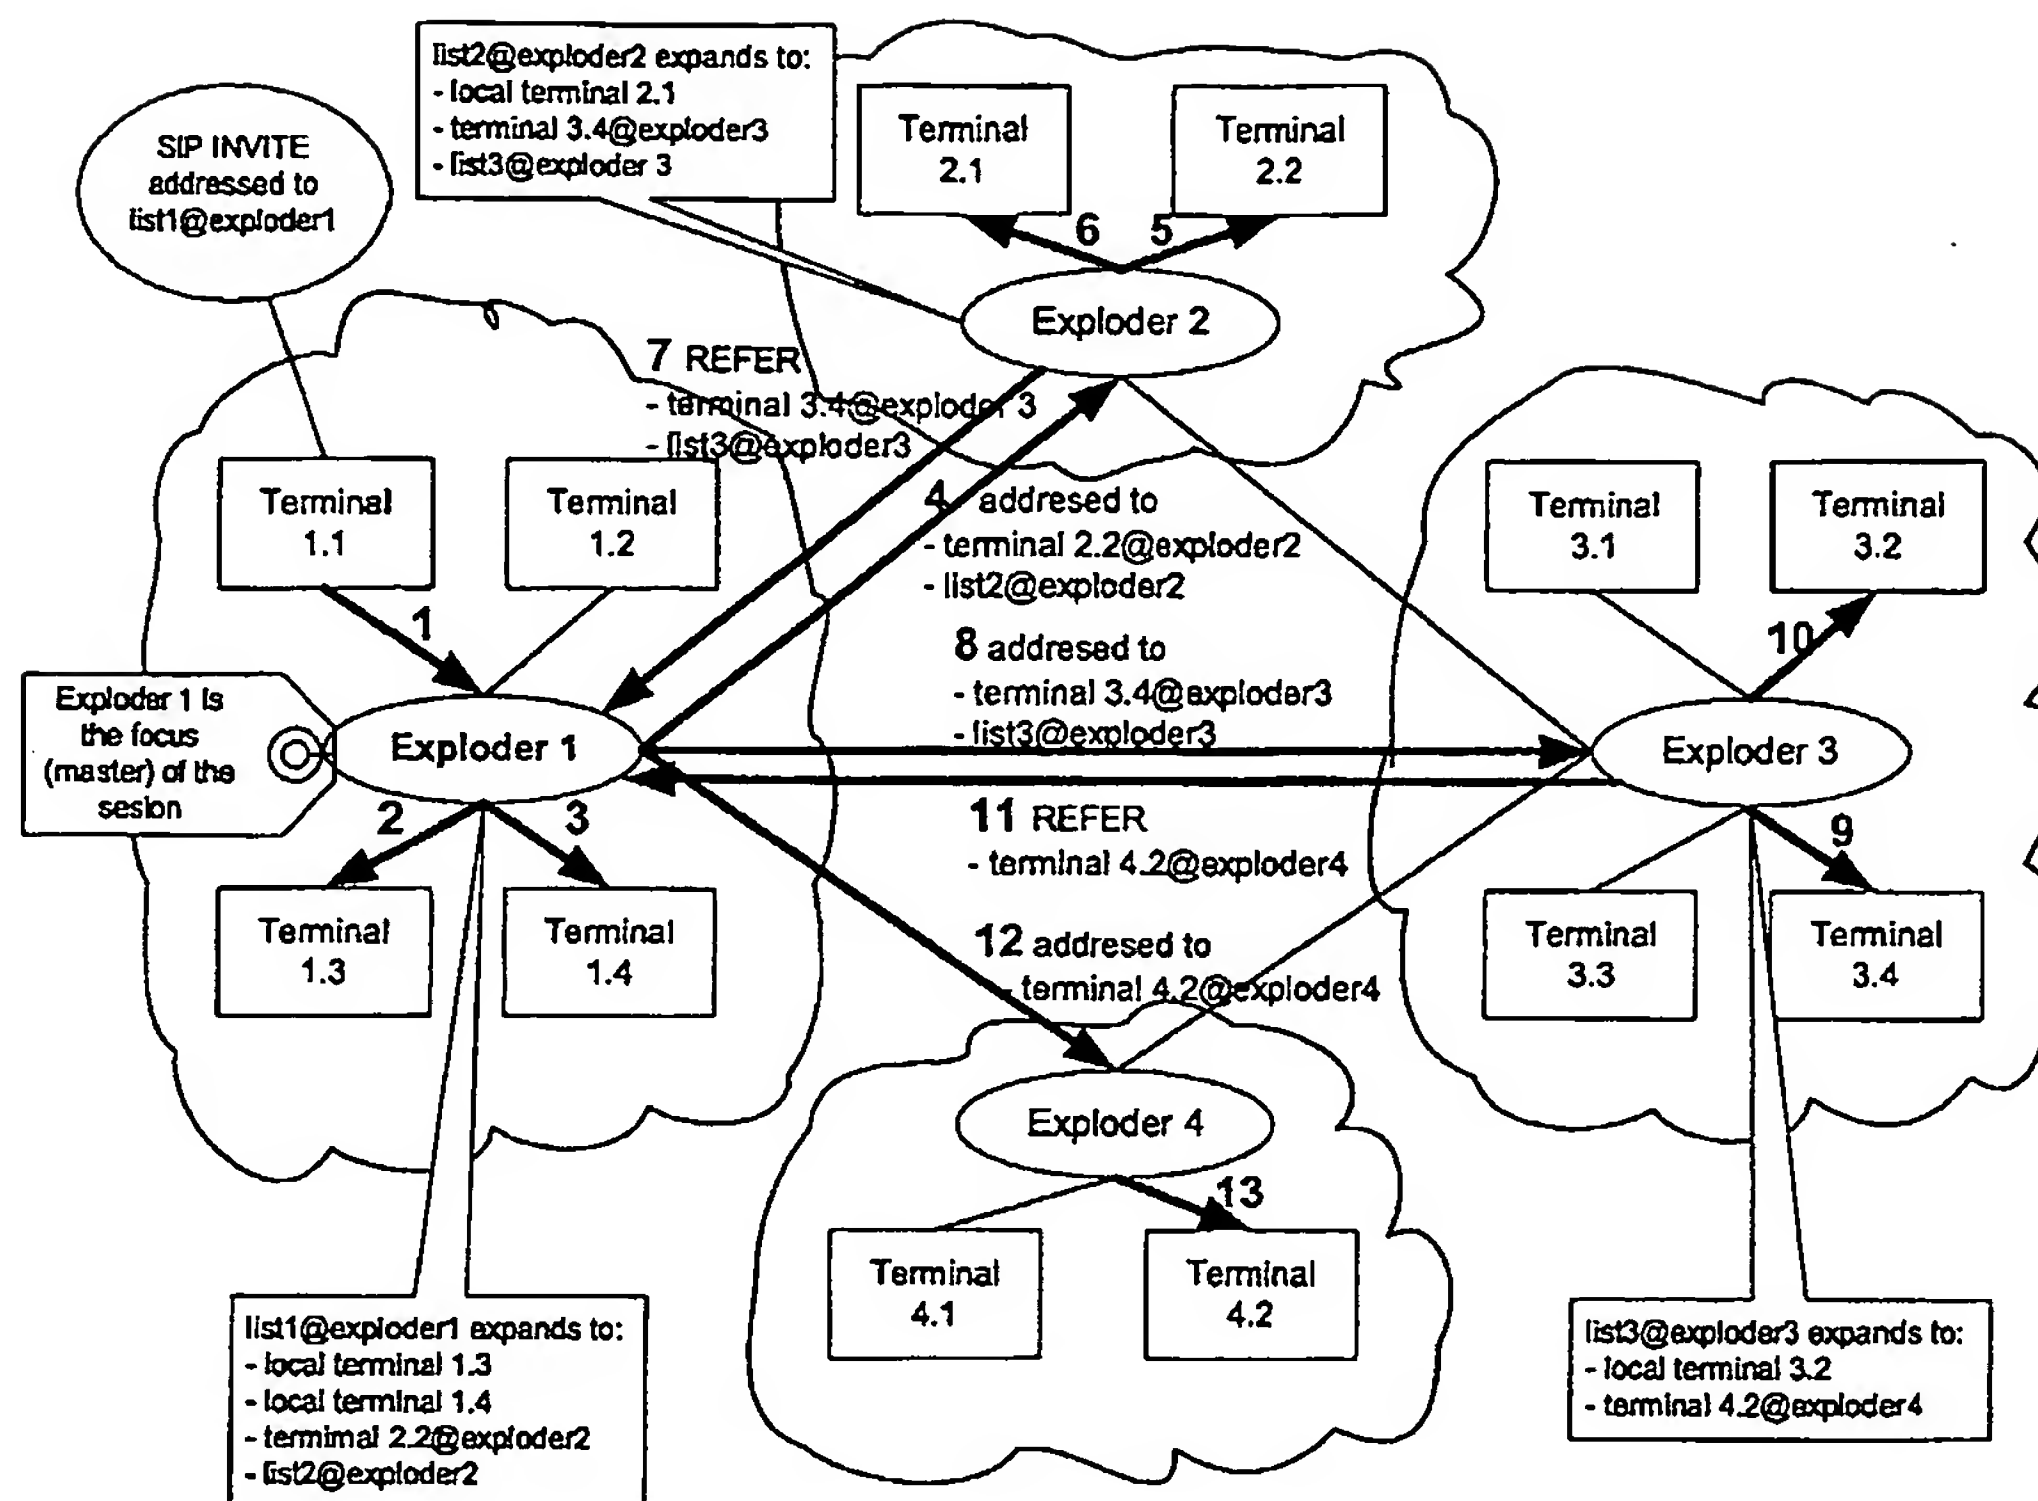 list2@exploder2 expands to:
- local terminal 2.1
- terminal 3.4@exploder3
- list3@exploder 3
SIP INVITE
addressed to
list1@exploder1
Terminal
2.1
Terminal
2.2
6
5
Exploder 2
7 REFER
- terminal 3.4@exploder 3
- list3@exploder3
Terminal
1.1
Terminal
1.2
4 addresed to
- terminal 2.2@exploder2
- list2@exploder2
Terminal
3.1
Terminal
3.2
1
10
8 addresed to
- terminal 3.4@exploder3
- list3@exploder3
Exploder 1 is
the focus
(master) of the
sesion
Exploder 1
Exploder 3
2
3
11 REFER
- terminal 4.2@exploder4
9
Terminal
1.3
Terminal
1.4
12 addresed to
- terminal 4.2@exploder4
Terminal
3.3
Terminal
3.4
Exploder 4
13
Terminal
4.1
Terminal
4.2
list1@exploder1 expands to:
- local terminal 1.3
- local terminal 1.4
- termimal 2.2@exploder2
- list2@exploder2
list3@exploder3 expands to:
- local terminal 3.2
- terminal 4.2@exploder4